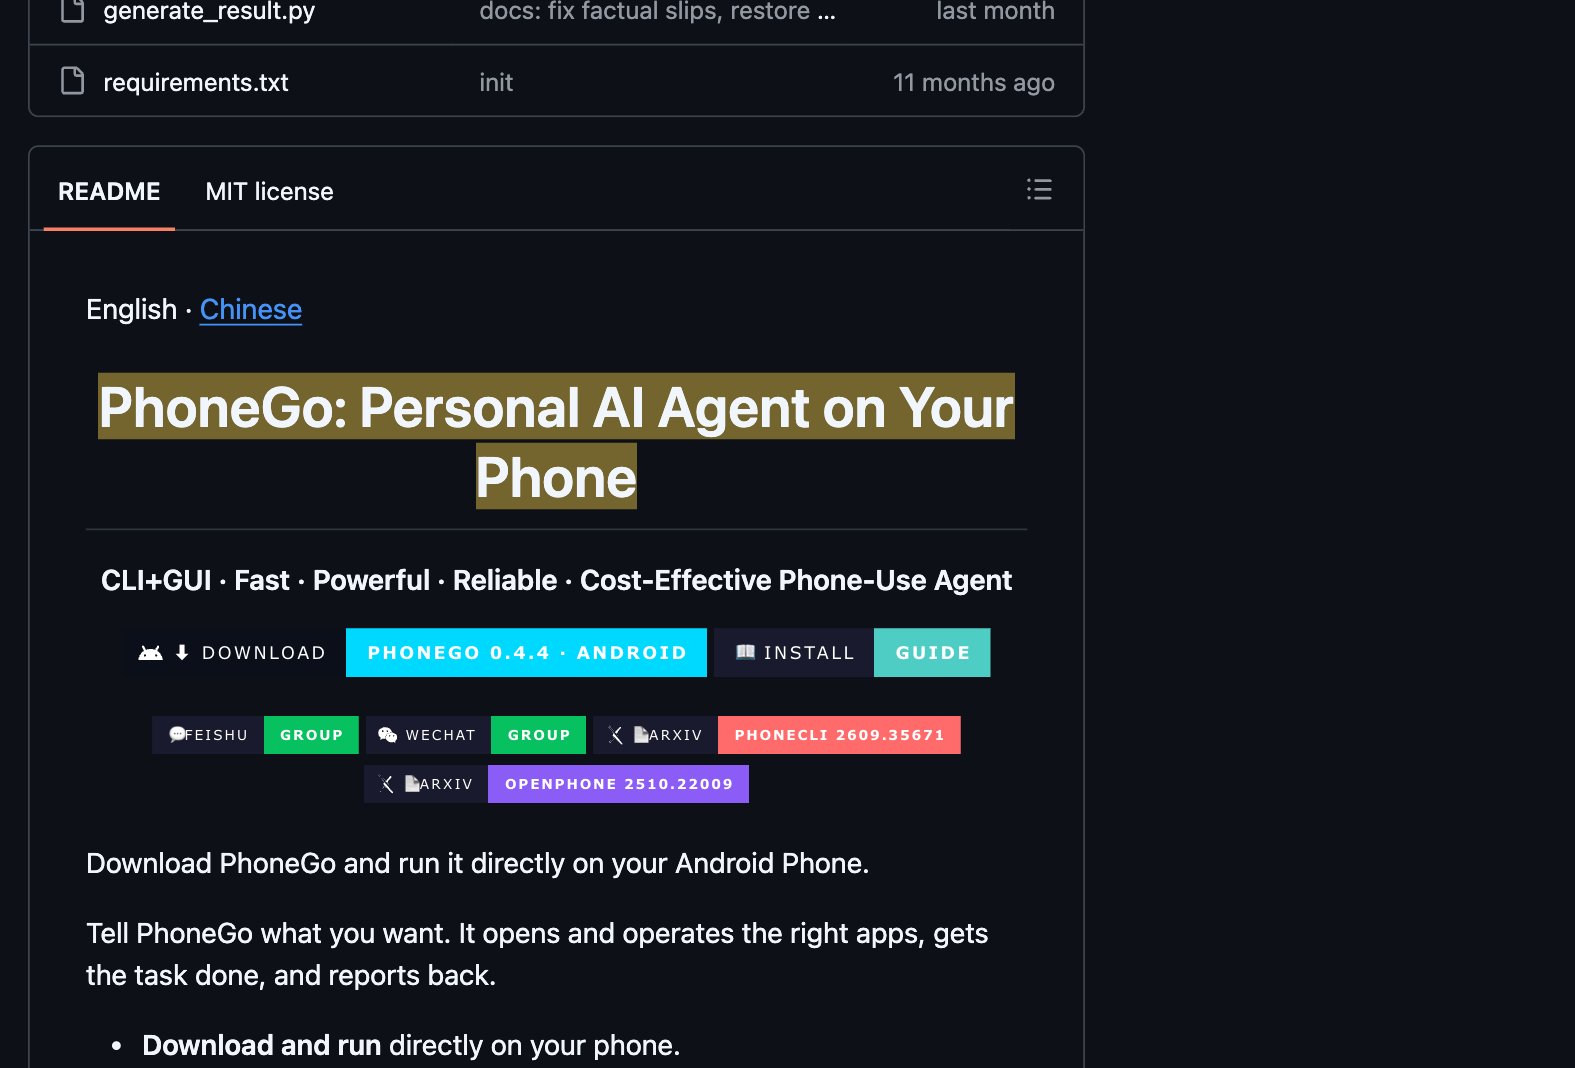 generate_result.py docs: fix factual slips, restore ... last month
requirements.txt init 11 months ago
README MIT license
English · Chinese
PhoneGo: Personal AI Agent on Your
Phone
CLI+GUI · Fast · Powerful · Reliable · Cost-Effective Phone-Use Agent
DOWNLOAD PHONEGO 0.4.4 · ANDROID INSTALL GUIDE
FEISHU GROUP WECHAT GROUP ARXIV PHONECLI 2609.35671
ARXIV OPENPHONE 2510.22009
Download PhoneGo and run it directly on your Android Phone.
Tell PhoneGo what you want. It opens and operates the right apps, gets
the task done, and reports back.
• Download and run directly on your phone.